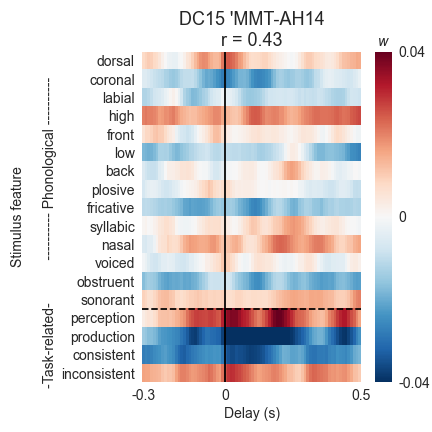 DC15 'MMT-AH14
r = 0.43
w
dorsal
coronal
labial
high
front
low
back
plosive
fricative
syllabic
nasal
voiced
obstruent
sonorant
perception
production
consistent
inconsistent
Stimulus feature
-Task-related- ---------- Phonological ----------
-0.3 0 0.5
Delay (s)
0.04
0
-0.04